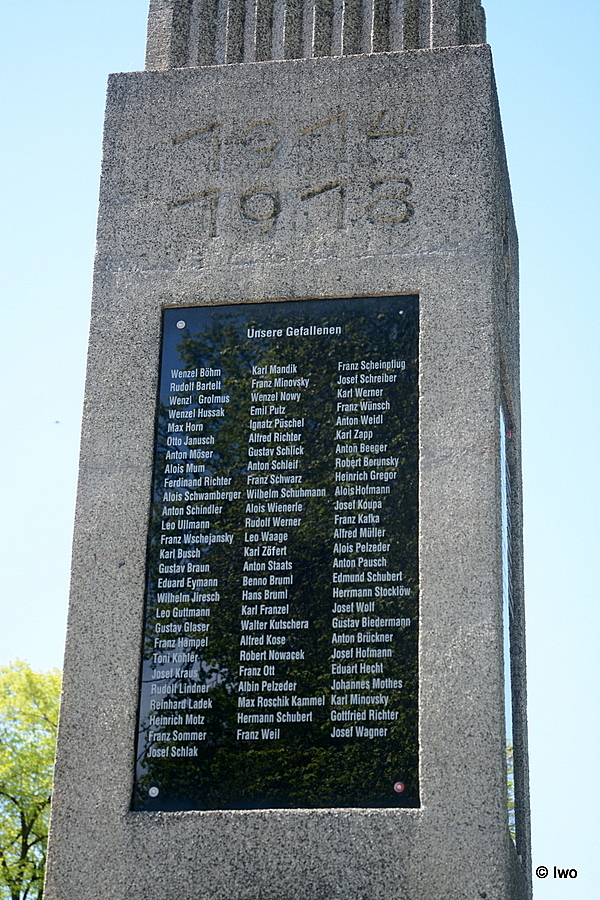 1914
1918
Unsere Gefallenen
Wenzel Böhm
Rudolf Bartelt
Wenzl Grolmus
Wenzel Hussak
Max Horn
Otto Janusch
Anton Möser
Alois Mum
Ferdinand Richter
Alois Schwamberger
Anton Schindler
Leo Ullmann
Franz Wschejansky
Karl Busch
Gustav Braun
Eduard Eymann
Wilhelm Jiresch
Leo Guttmann
Gustav Glaser
Franz Hampel
Toni Köhler
Josef Kraus
Rudolf Lindner
Reinhard Ladek
Heinrich Motz
Franz Sommer
Josef Schlak
Karl Mandik
Franz Minovsky
Wenzel Nowy
Emil Putz
Ignatz Püschel
Alfred Richter
Gustav Schlick
Anton Schleif
Franz Schwarz
Wilhelm Schuhmann
Alois Wienerle
Rudolf Werner
Leo Waage
Karl Zöfert
Anton Staats
Benno Bruml
Hans Bruml
Karl Franzel
Walter Kutschera
Alfred Kose
Robert Nowacek
Franz Ott
Albin Pelzeder
Max Roschik Kammel
Hermann Schubert
Franz Weil
Franz Scheinpflug
Josef Schreiber
Karl Werner
Franz Wünsch
Anton Weidl
Karl Zapp
Anton Beeger
Robert Berunsky
Heinrich Gregor
Alois Hofmann
Josef Koupa
Franz Kafka
Alfred Müller
Alois Pelzeder
Anton Pausch
Edmund Schubert
Herrmann Stocklöw
Josef Wolf
Gustav Biedermann
Anton Brückner
Josef Hofmann
Eduart Hecht
Johannes Mothes
Karl Minovsky
Gottfried Richter
Josef Wagner
© Iwo